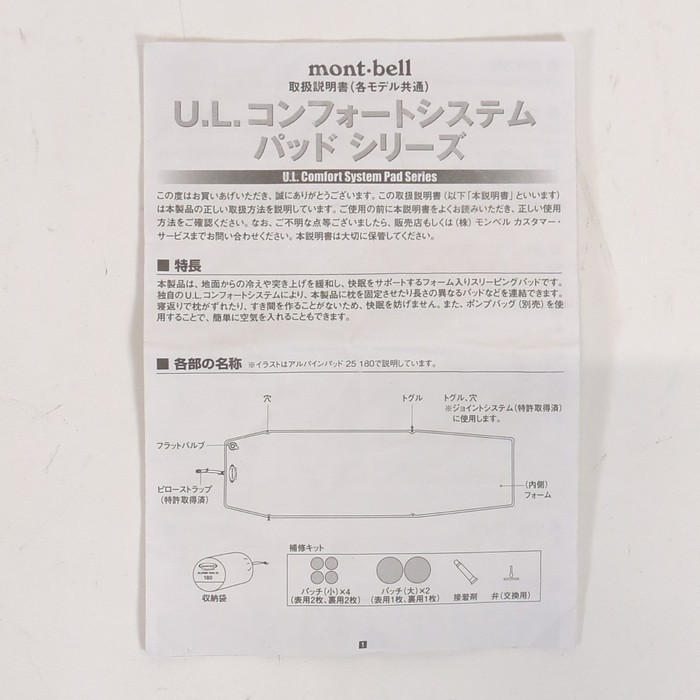 mont-bell
取扱説明書(各モデル共通)
U.L.コンフォートシステム
パッド シリーズ
U.L. Comfort System Pad Series
この度はお買いあげいただき、誠にありがとうございます。この取扱説明書(以下「本説明書」といいます)
は本製品の正しい取扱方法を説明しています。ご使用の前に本説明書をよくお読みいただき、正しい使用
方法をご確認ください。なお、ご不明な点等ございましたら、販売店もしくは(株)モンベル カスタマー・
サービスまでお問い合わせください。本説明書は大切に保管してください。
■ 特長
本製品は、地面からの冷えや突き上げを緩和し、快眠をサポートするフォーム入りスリーピングパッドです。
独自のU.L.コンフォートシステムにより、本製品に枕を固定させたり長さの異なるパッドなどを連結できます。
寝返りで枕がずれたり、すき間を作ることがないため、快眠を妨げません。また、ポンプバッグ(別売)を使
用することで、簡単に空気を入れることもできます。
■ 各部の名称 ※イラストはアルパインパッド 25 180で説明しています。
穴
トグル
トグル、穴
※ジョイントシステム(特許取得済)
に使用します。
フラットバルブ
ピローストラップ
(特許取得済)
(内側)
フォーム
180
収納袋
補修キット
パッチ(小)×4
(表用2枚、裏用2枚)
パッチ(大)×2
(表用1枚、裏用1枚)
接着剤
弁(交換用)
1